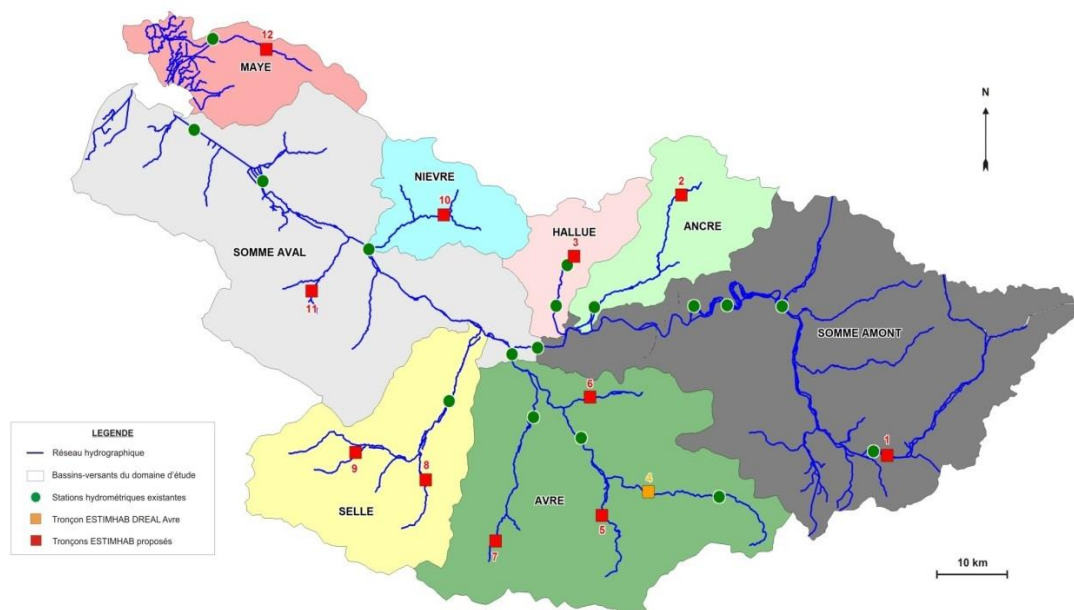 12
MAYE
N
NIEVRE
2
10
HALLUE
3
ANCRE
SOMME AVAL
11
SOMME AMONT
6
1
9
8
4
SELLE
AVRE
5
7
LEGENDE
Réseau hydrographique
Bassins-versants du domaine d'étude
Stations hydrométriques existantes
Tronçon ESTIMHAB DREAL Avre
Tronçons ESTIMHAB proposés
10 km